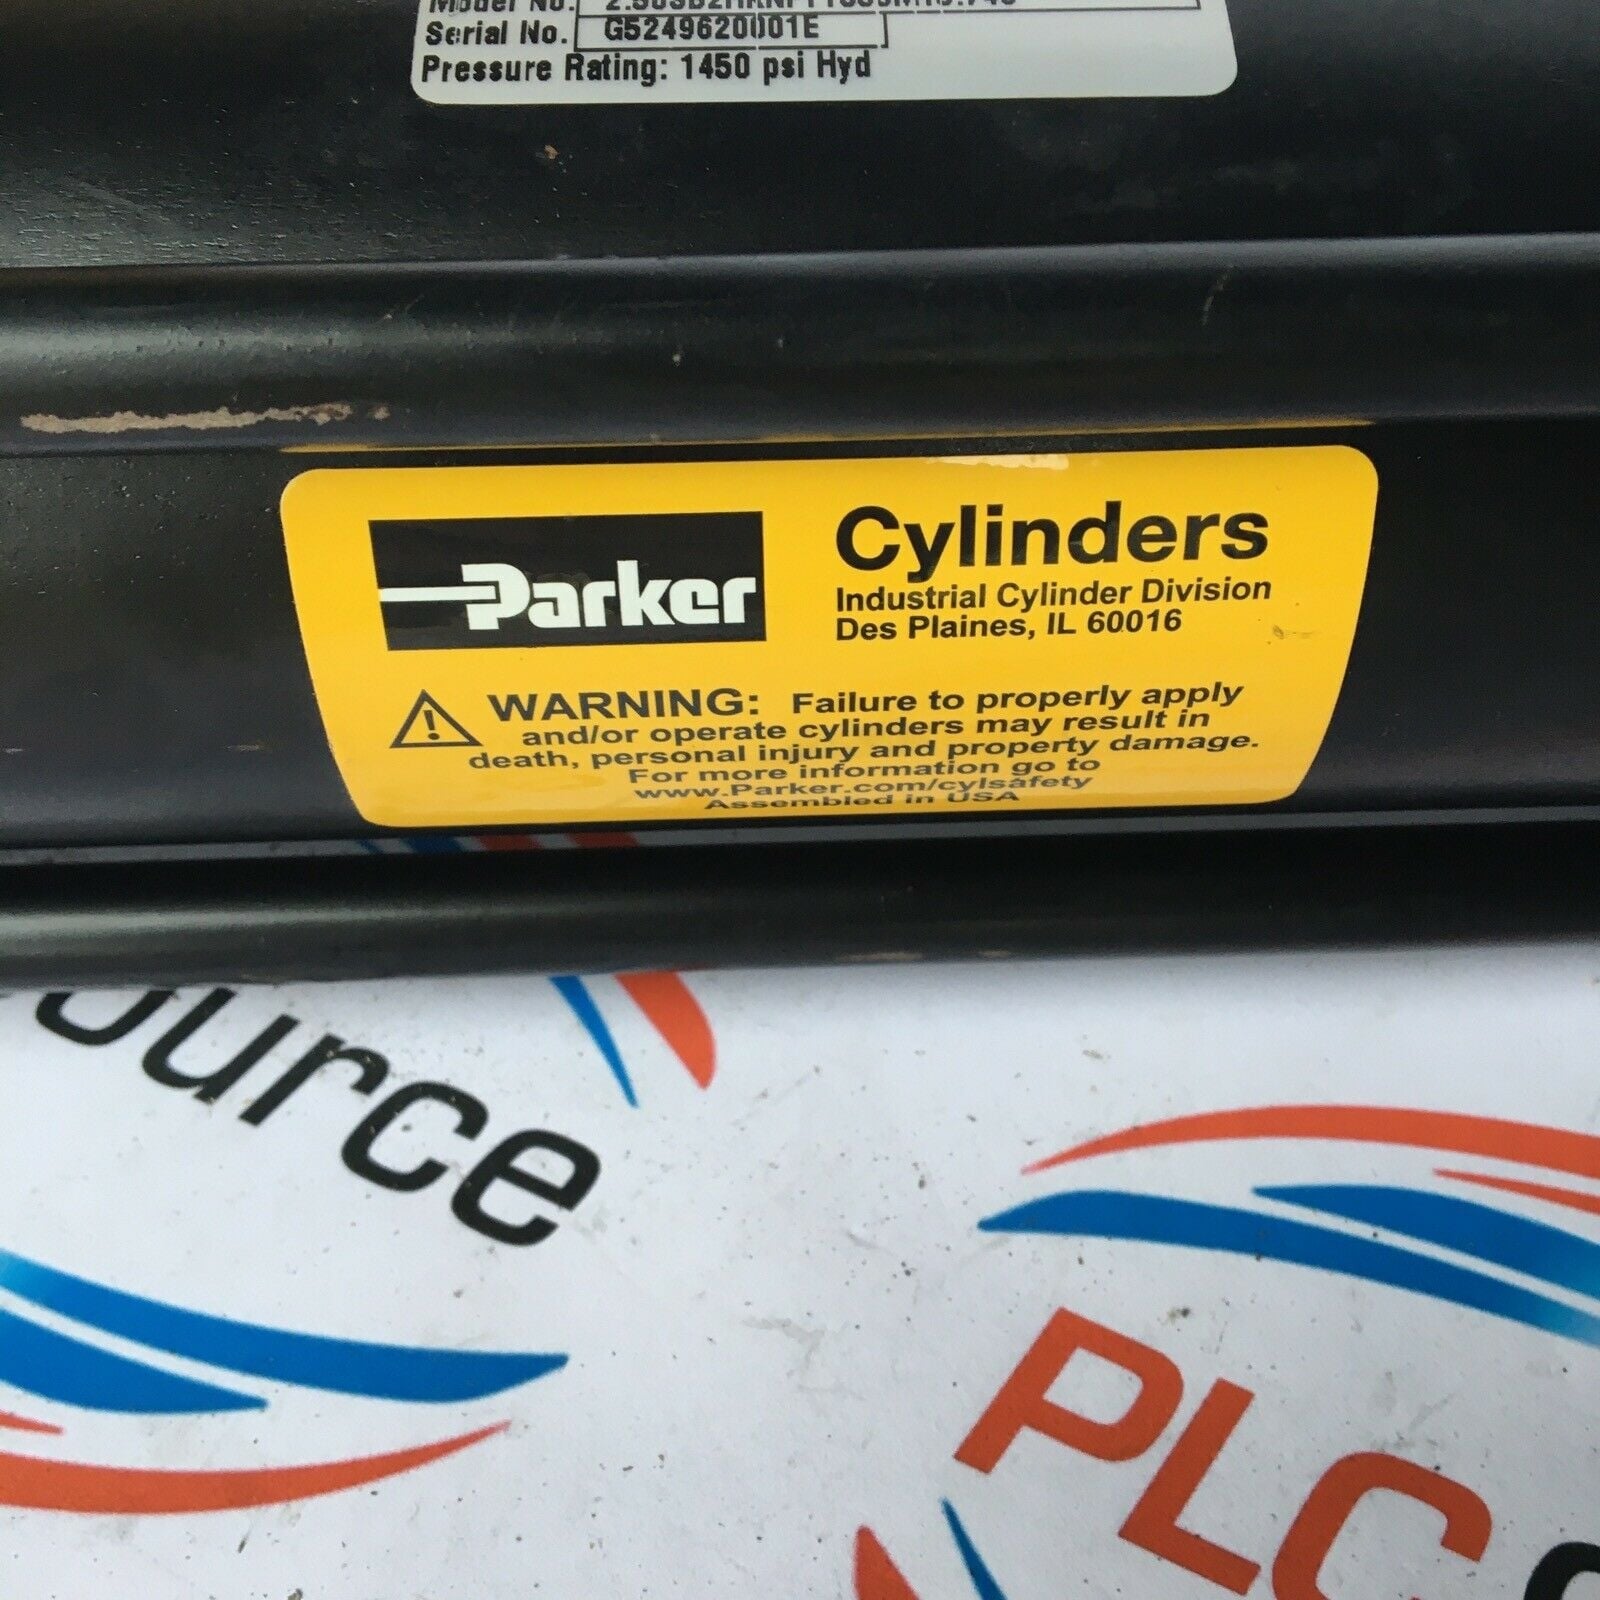 Model No.
Serial No. G5249620001E
Pressure Rating: 1450 psi Hyd
Parker
Cylinders
Industrial Cylinder Division
Des Plaines, IL 60016
WARNING: Failure to properly apply
and/or operate cylinders may result in
death, personal injury and property damage.
For more information go to
www.Parker.com/cylsafety
Assembled in USA
ource
PLC